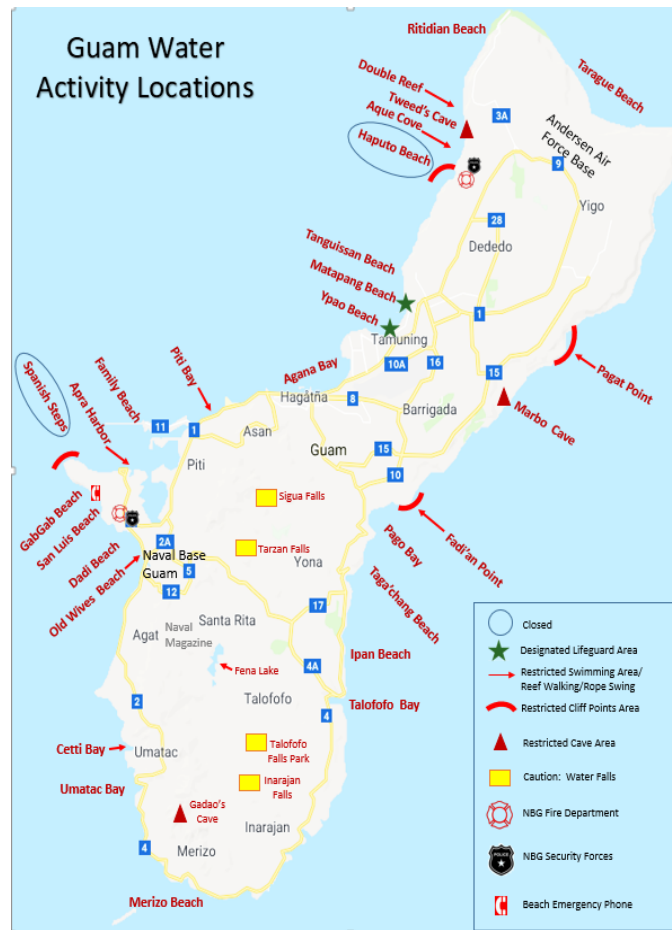 Guam Water
Activity Locations
Ritidian Beach
Double Reef
Tarague Beach
Tweed's Cave
Aque Cove
3A
Haputo Beach
Andersen Air
Force Base
9
Yigo
28
Dededo
Tanguissan Beach
Matapang Beach
Ypao Beach
1
Tamuning
10A
16
15
Pagat Point
Agana Bay
Piti Bay
Family Beach
Spanish Steps
Apra Harbor
Hagåtña
8
Barrigada
Marbo Cave
11
1
Asan
Guam
15
Piti
10
GabGab Beach
San Luis Beach
Sigua Falls
Fadi'an Point
Pago Bay
Dadi Beach
2A
Naval Base
Guam
Tarzan Falls
Yona
Old Wives Beach
5
12
Taga'chang Beach
17
Agat
Santa Rita
Naval
Magazine
Ipan Beach
Fena Lake
4A
2
Talofofo
4
Talofofo Bay
Cetti Bay
Umatac
Talofofo
Falls Park
Umatac Bay
Inarajan
Falls
Gadao's
Cave
Inarajan
4
Merizo
Merizo Beach
Closed
Designated Lifeguard Area
Restricted Swimming Area/
Reef Walking/Rope Swing
Restricted Cliff Points Area
Restricted Cave Area
Caution: Water Falls
NBG Fire Department
POLICE
NBG Security Forces
Beach Emergency Phone